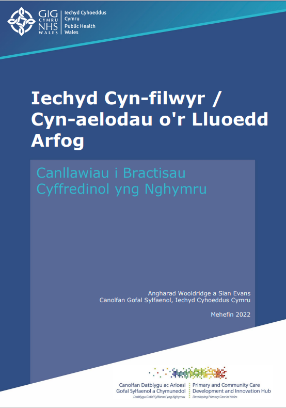 GIG
CYMRU
NHS
WALES
Iechyd Cyhoeddus
Cymru
Public Health
Wales
Iechyd Cyn-filwyr /
Cyn-aelodau o'r Lluoedd
Arfog
Canllawiau i Bractisau
Cyffredinol yng Nghymru
Angharad Wooldridge a Sian Evans
Canolfan Gofal Sylfaenol, Iechyd Cyhoeddus Cymru
Mehefin 2022
Canolfan Datblygu ac Arloesi
Gofal Sylfaenol a Chymunedol
Primary and Community Care
Development and Innovation Hub